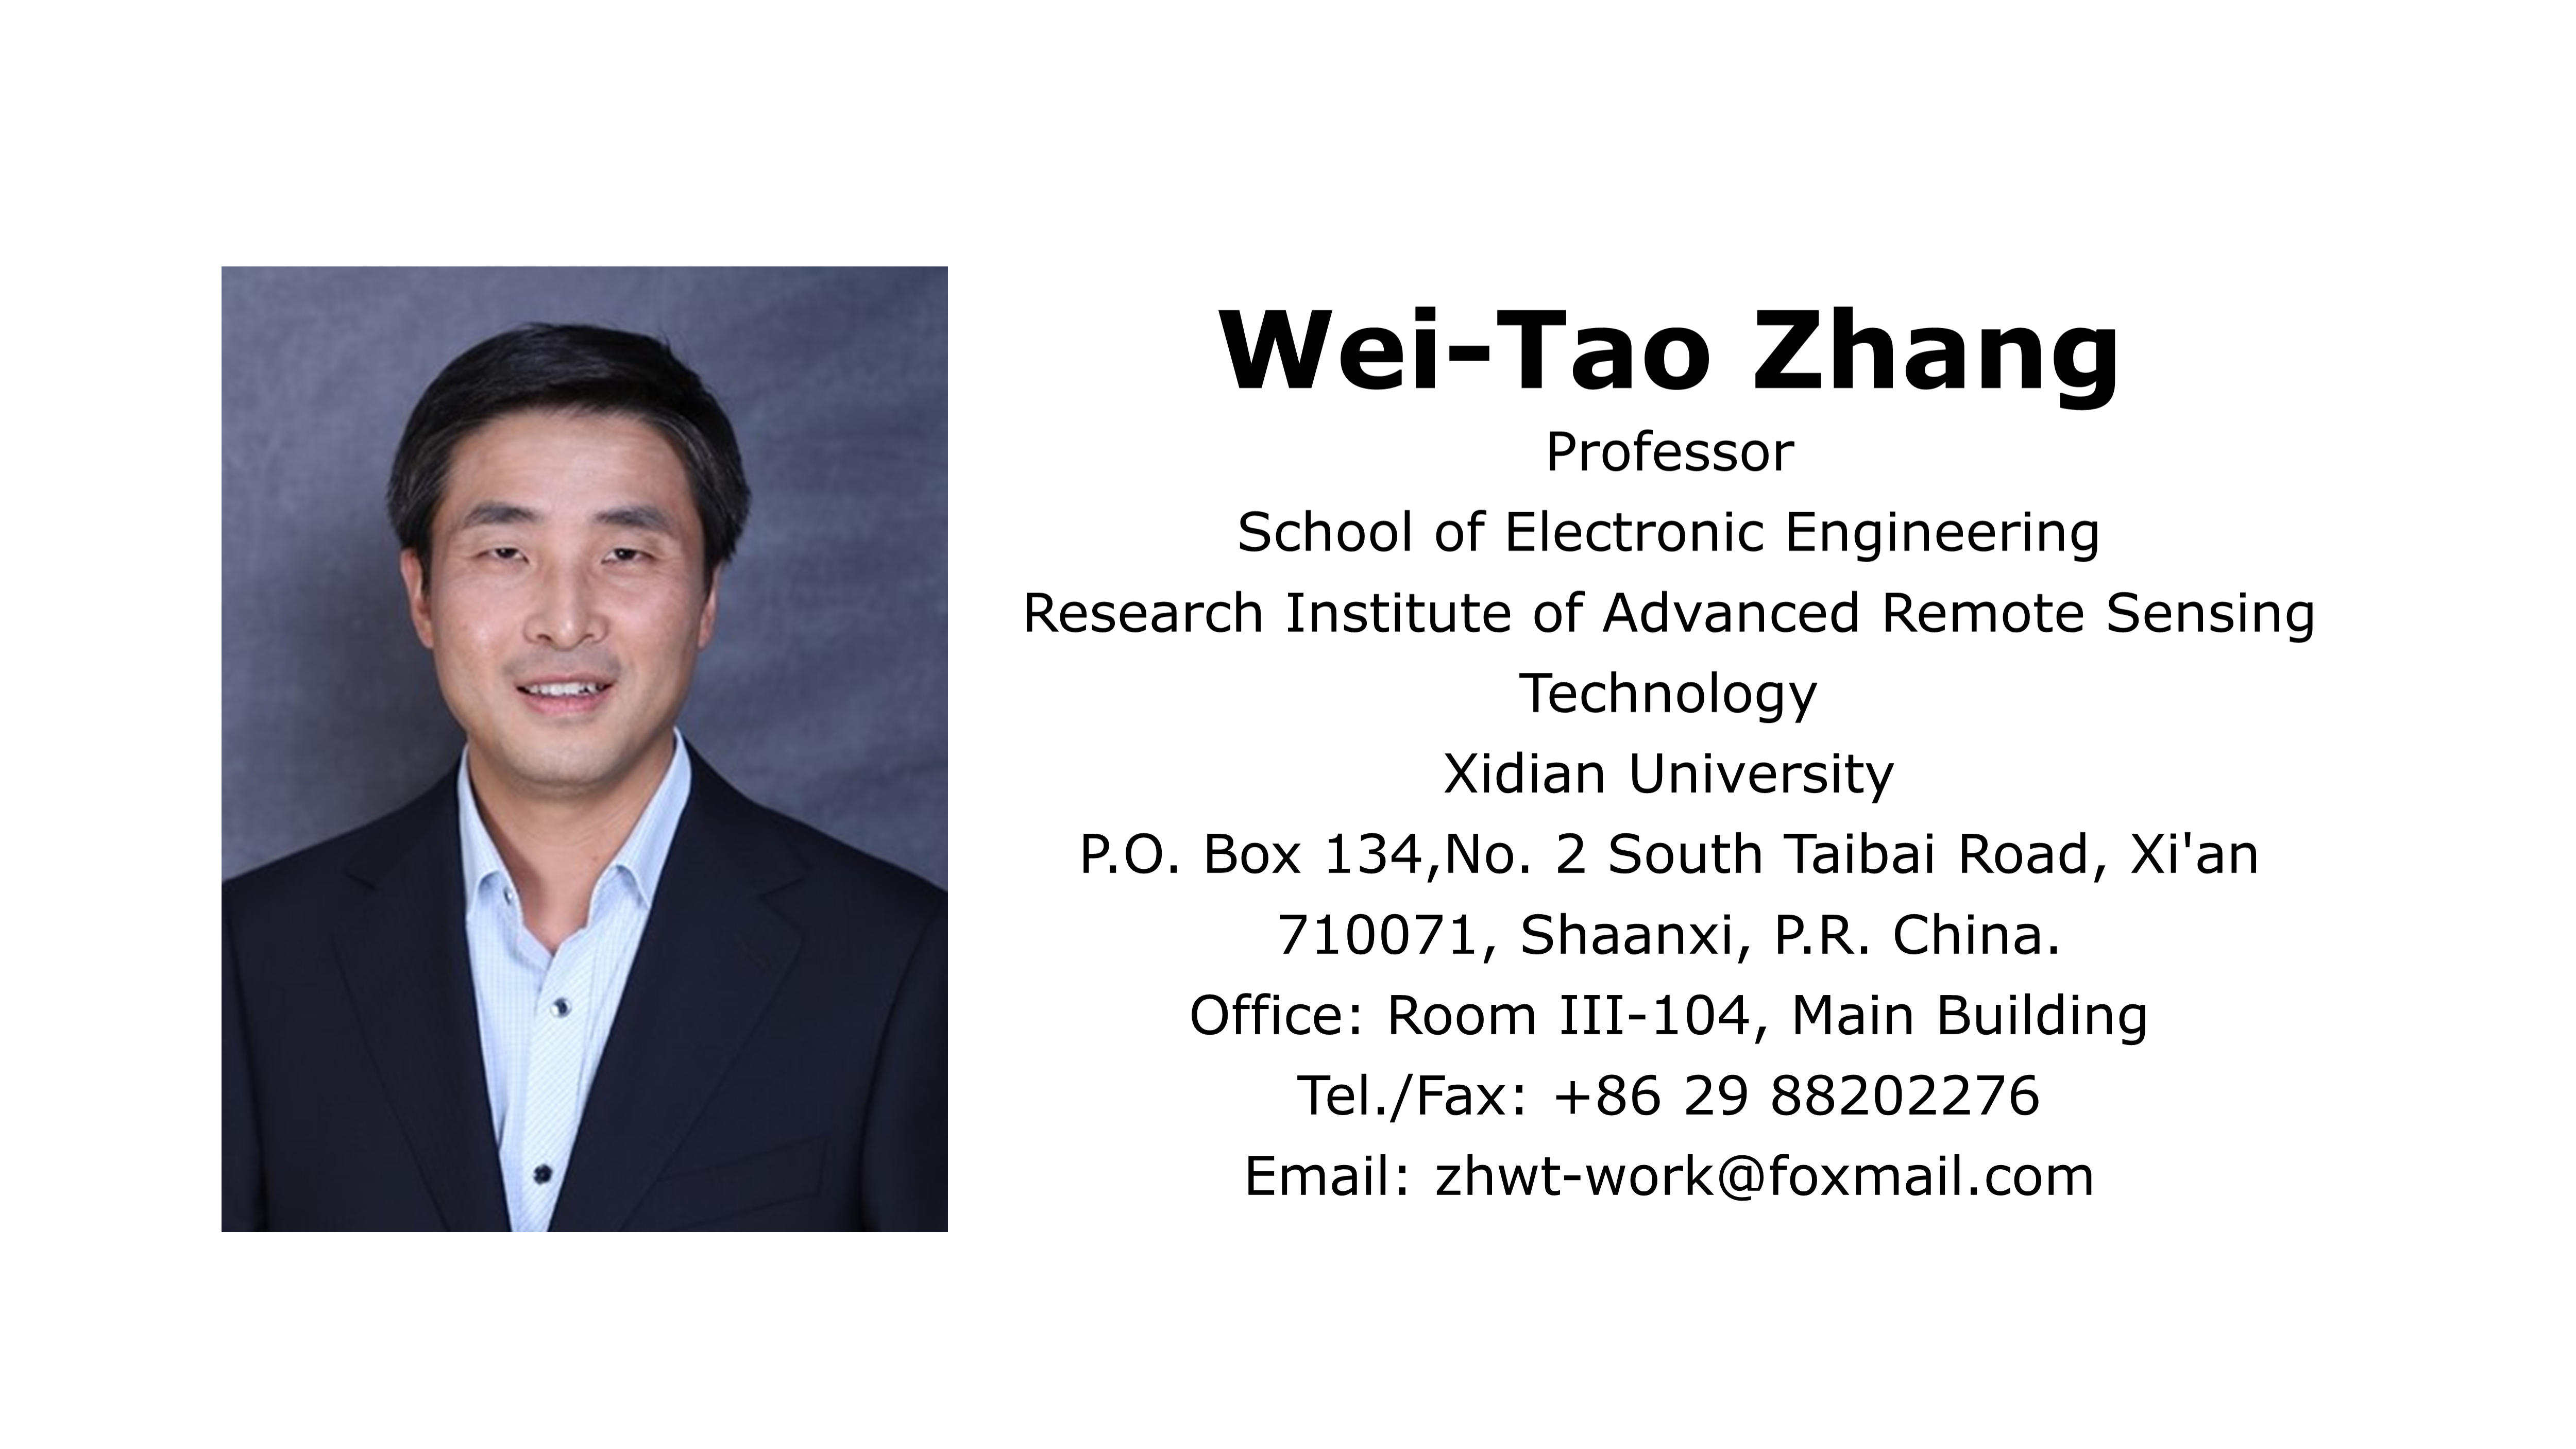 Wei-Tao Zhang
Professor
School of Electronic Engineering
Research Institute of Advanced Remote Sensing
Technology
Xidian University
P.O. Box 134,No. 2 South Taibai Road, Xi'an
710071, Shaanxi, P.R. China.
Office: Room III-104, Main Building
Tel./Fax: +86 29 88202276
Email: zhwt-work@foxmail.com